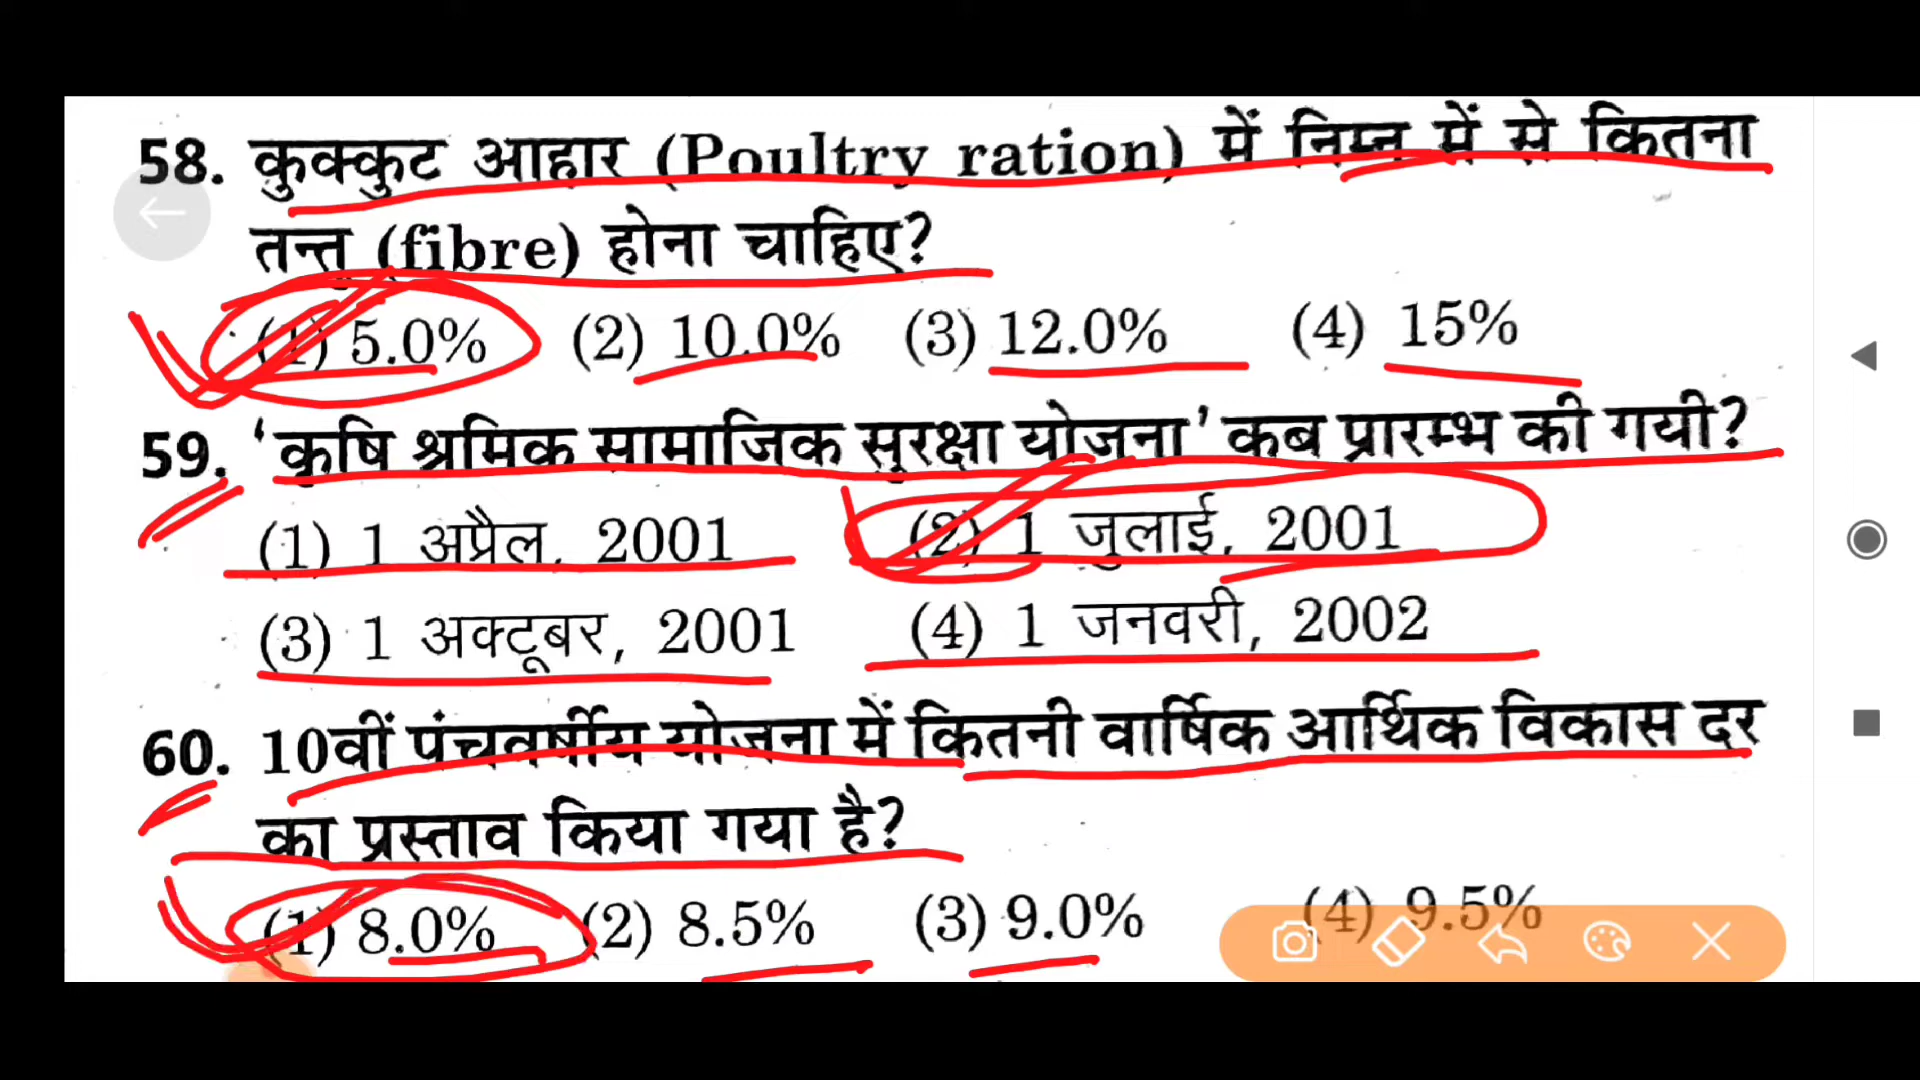 58. कुक्कुट आहार (Poultry ration) में निम्न में से कितना
तन्तु (fibre) होना चाहिए?
(1) 5.0% (2) 10.0% (3) 12.0% (4) 15%
59. ‘कृषि श्रमिक सामाजिक सुरक्षा योजना’ कब प्रारम्भ की गयी?
(1) 1 अप्रैल, 2001 (2) 1 जुलाई, 2001
(3) 1 अक्टूबर, 2001 (4) 1 जनवरी, 2002
60. 10वीं पंचवर्षीय योजना में कितनी वार्षिक आर्थिक विकास दर
का प्रस्ताव किया गया है?
(1) 8.0% (2) 8.5% (3) 9.0% (4) 9.5%